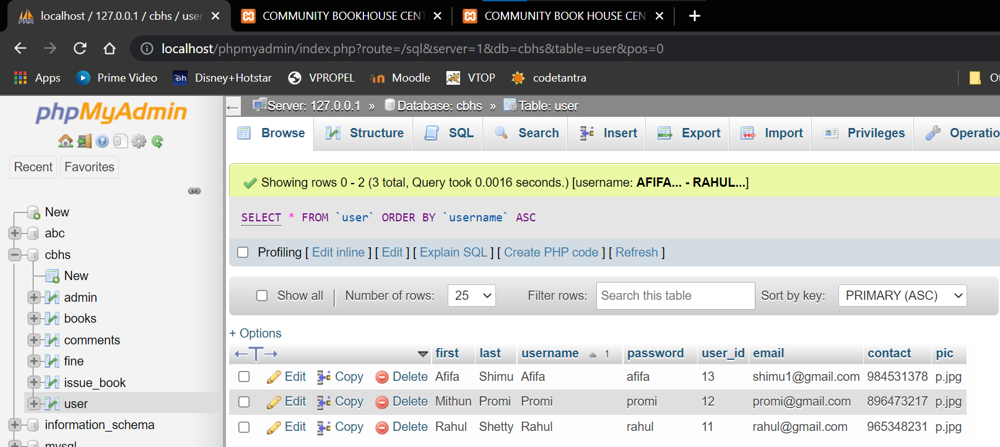 localhost / 127.0.0.1 / cbhs / user
COMMUNITY BOOKHOUSE CENT
COMMUNITY BOOK HOUSE CEN
localhost/phpmyadmin/index.php?route=/sql&server=1&db=cbhs&table=user&pos=0
Apps Prime Video Disney+Hotstar VPROPEL Moodle VTOP codetantra
phpMyAdmin
Recent Favorites
New
abc
cbhs
New
admin
books
comments
fine
issue_book
user
information_schema
mysql
Server: 127.0.0.1 » Database: cbhs » Table: user
Browse Structure SQL Search Insert Export Import Privileges Operatio
Showing rows 0 - 2 (3 total, Query took 0.0016 seconds.) [username: AFIFA... - RAHUL...]
SELECT * FROM `user` ORDER BY `username` ASC
Profiling [ Edit inline ] [ Edit ] [ Explain SQL ] [ Create PHP code ] [ Refresh ]
Show all Number of rows: 25 Filter rows: Search this table Sort by key: PRIMARY (ASC)
+ Options
←T→ first last username 1 password user_id email contact pic
Edit Copy Delete Afifa Shimu Afifa afifa 13 shimu1@gmail.com 984531378 p.jpg
Edit Copy Delete Mithun Promi Promi promi 12 promi@gmail.com 896473217 p.jpg
Edit Copy Delete Rahul Shetty Rahul rahul 11 rahul@gmail.com 965348231 p.jpg